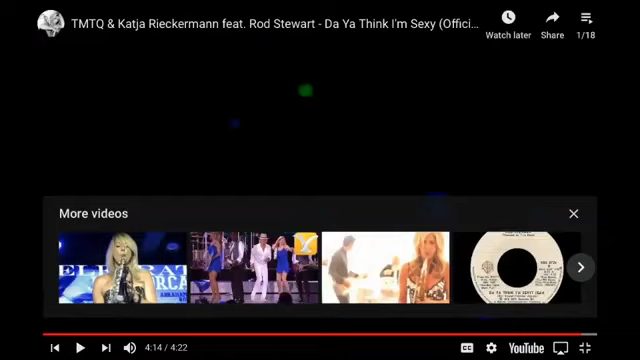 TMTQ & Katja Rieckermann feat. Rod Stewart - Da Ya Think I'm Sexy (Offici...
Watch later
Share
1/18
More videos
4:14 / 4:22
CC
YouTube